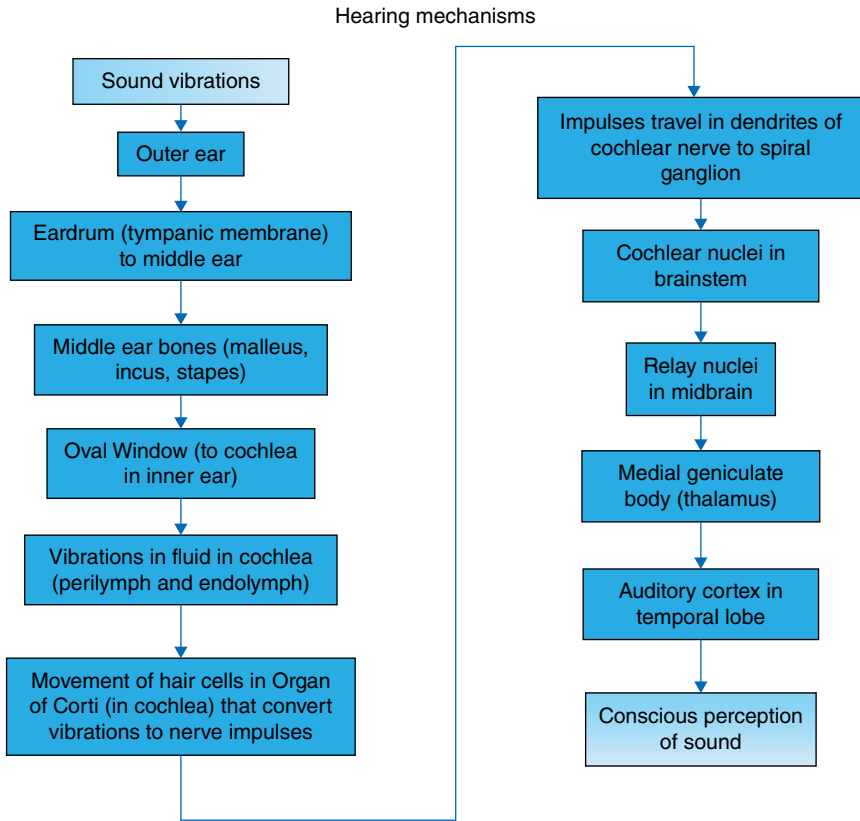 Hearing mechanisms
Sound vibrations
Outer ear
Eardrum (tympanic membrane)
to middle ear
Middle ear bones (malleus,
incus, stapes)
Oval Window (to cochlea
in inner ear)
Vibrations in fluid in cochlea
(perilymph and endolymph)
Movement of hair cells in Organ
of Corti (in cochlea) that convert
vibrations to nerve impulses
Impulses travel in dendrites of
cochlear nerve to spiral
ganglion
Cochlear nuclei in
brainstem
Relay nuclei
in midbrain
Medial geniculate
body (thalamus)
Auditory cortex in
temporal lobe
Conscious perception
of sound